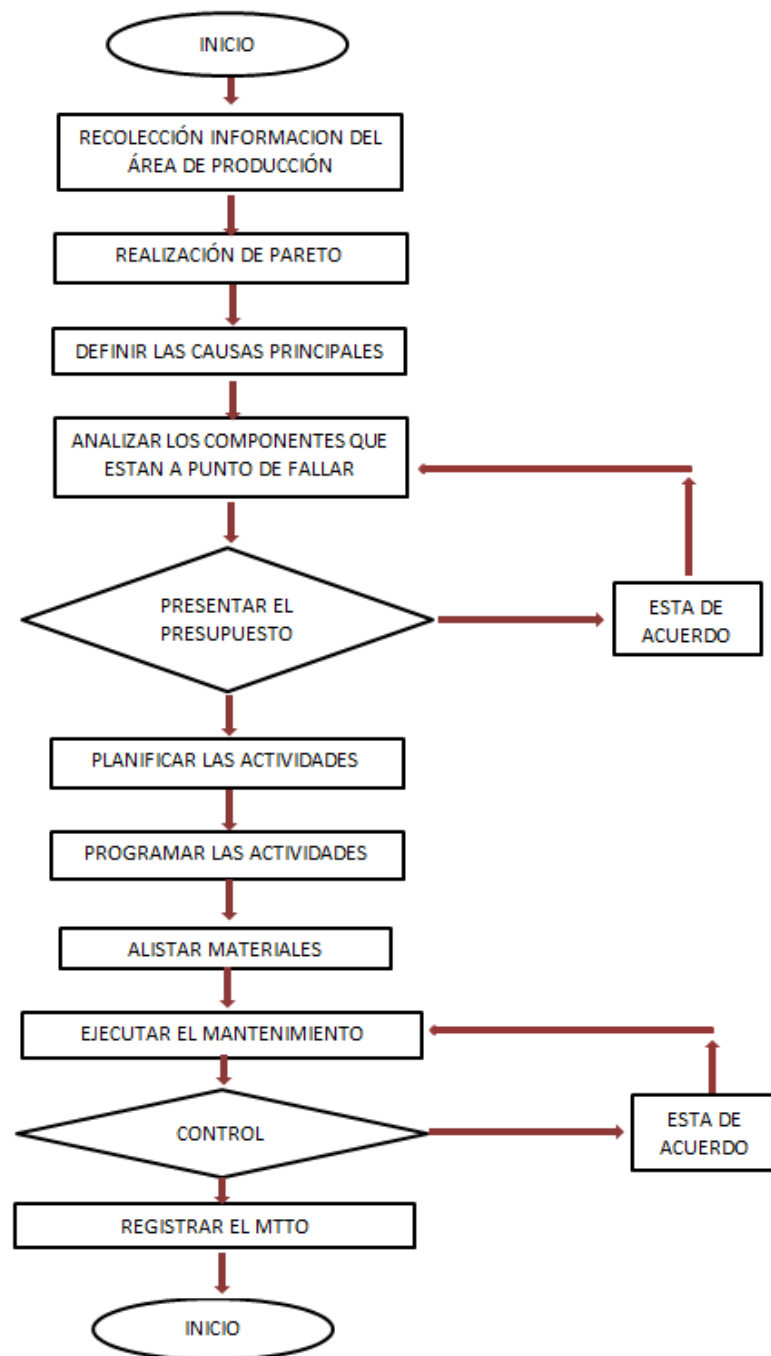 INICIO
RECOLECCIÓN INFORMACION DEL
ÁREA DE PRODUCCIÓN
REALIZACIÓN DE PARETO
DEFINIR LAS CAUSAS PRINCIPALES
ANALIZAR LOS COMPONENTES QUE
ESTAN A PUNTO DE FALLAR
PRESENTAR EL
PRESUPUESTO
ESTA DE
ACUERDO
PLANIFICAR LAS ACTIVIDADES
PROGRAMAR LAS ACTIVIDADES
ALISTAR MATERIALES
EJECUTAR EL MANTENIMIENTO
CONTROL
ESTA DE
ACUERDO
REGISTRAR EL MTTO
INICIO